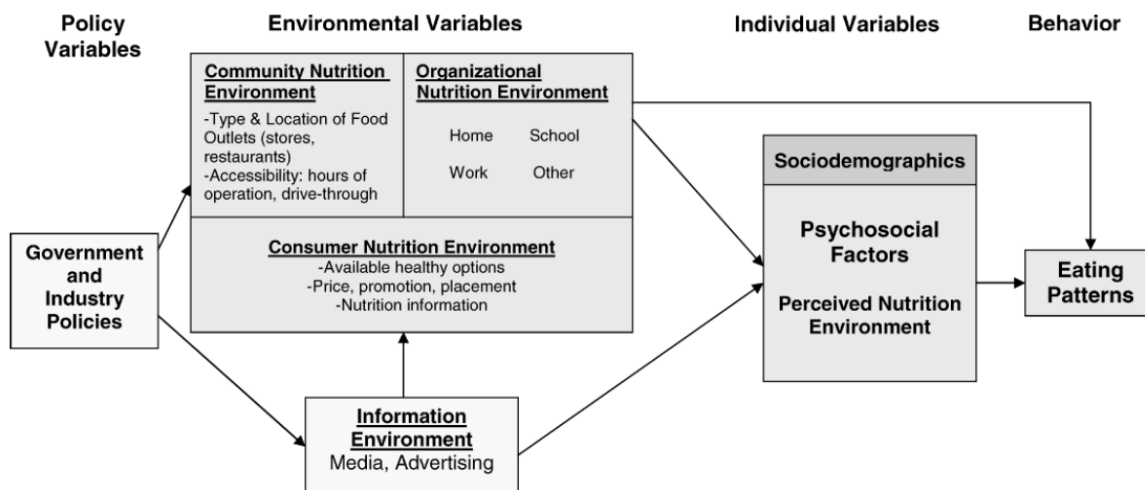 Policy
Variables
Environmental Variables
Individual Variables
Behavior
Community Nutrition
Environment
-Type & Location of Food
Outlets (stores,
restaurants)
-Accessibility: hours of
operation, drive-through
Organizational
Nutrition Environment
Home School
Work Other
Consumer Nutrition Environment
-Available healthy options
-Price, promotion, placement
-Nutrition information
Government
and
Industry
Policies
Information
Environment
Media, Advertising
Sociodemographics
Psychosocial
Factors
Perceived Nutrition
Environment
Eating
Patterns